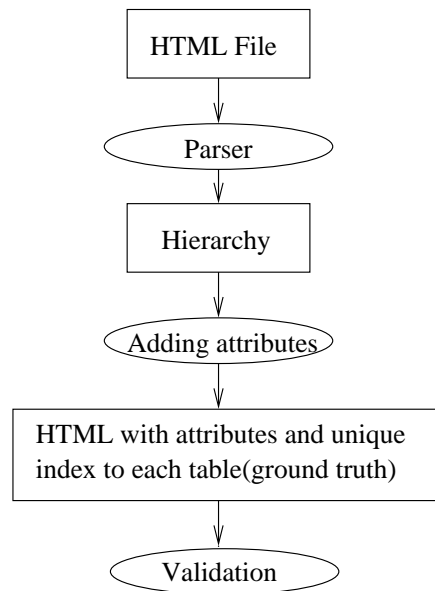 HTML File
Parser
Hierarchy
Adding attributes
HTML with attributes and unique
index to each table(ground truth)
Validation